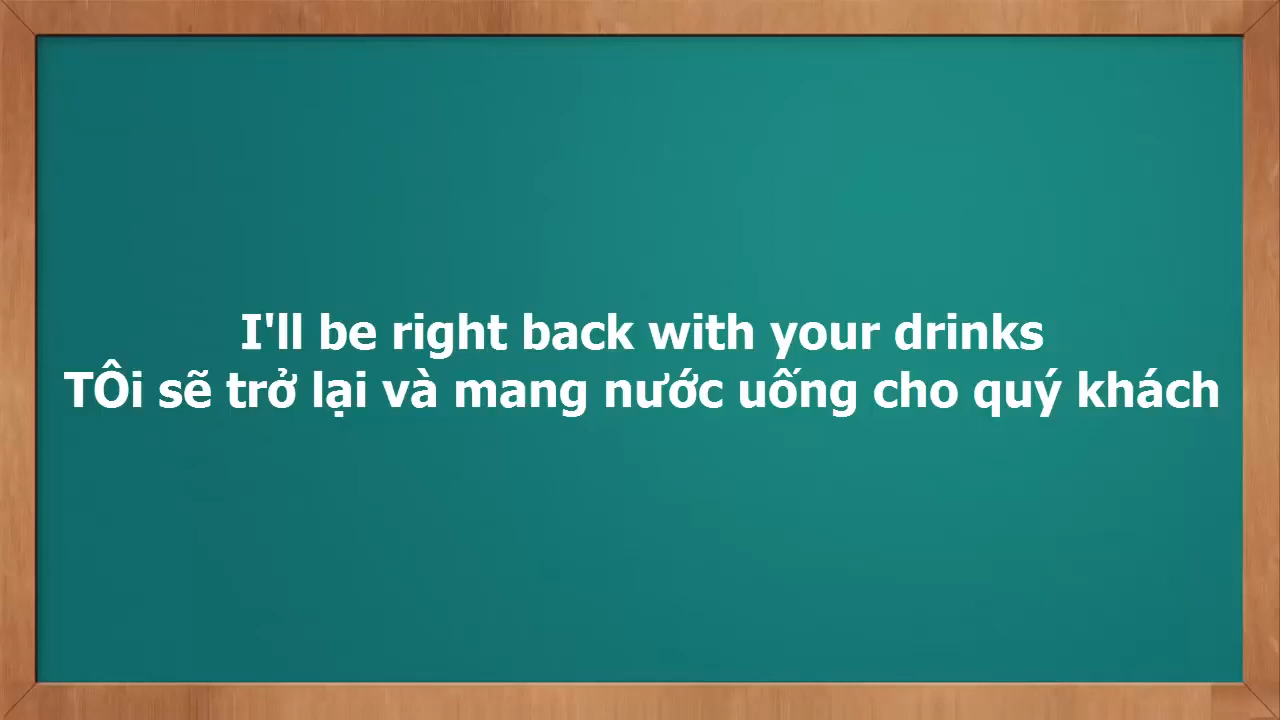 I'll be right back with your drinks
TÔi sẽ trở lại và mang nước uống cho quý khách